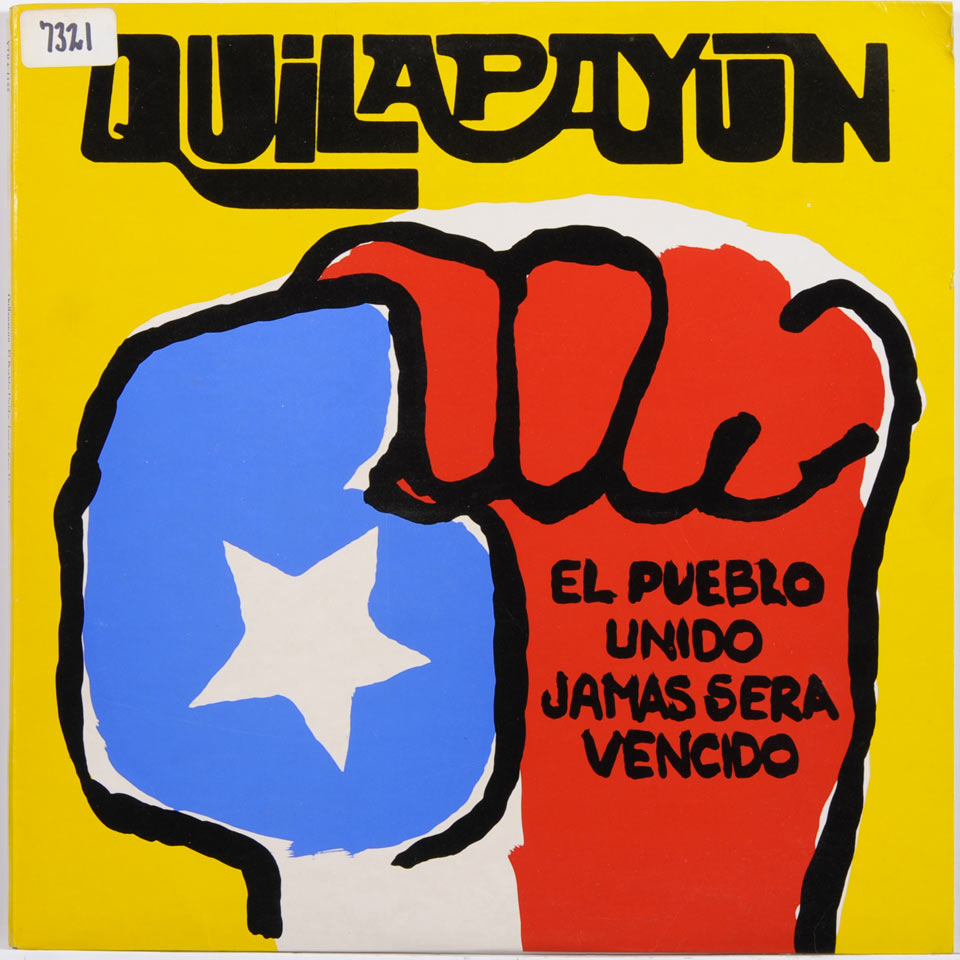 7321
QUILAPAYUN
EL PUEBLO
UNIDO
JAMAS SERA
VENCIDO